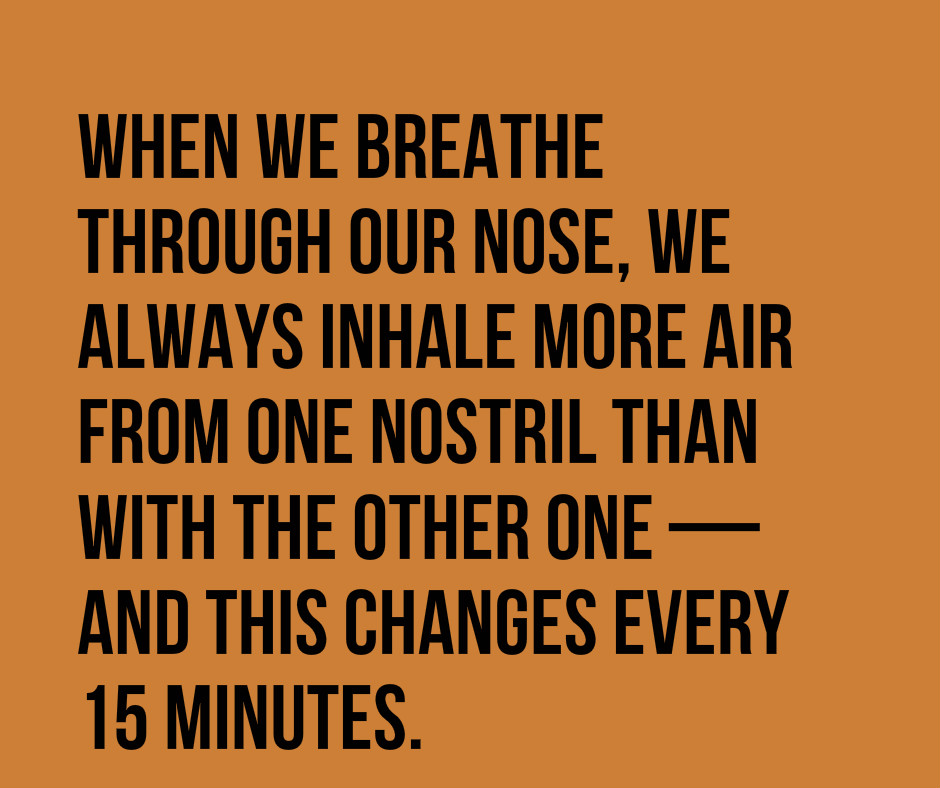 WHEN WE BREATHE
THROUGH OUR NOSE, WE
ALWAYS INHALE MORE AIR
FROM ONE NOSTRIL THAN
WITH THE OTHER ONE —
AND THIS CHANGES EVERY
15 MINUTES.